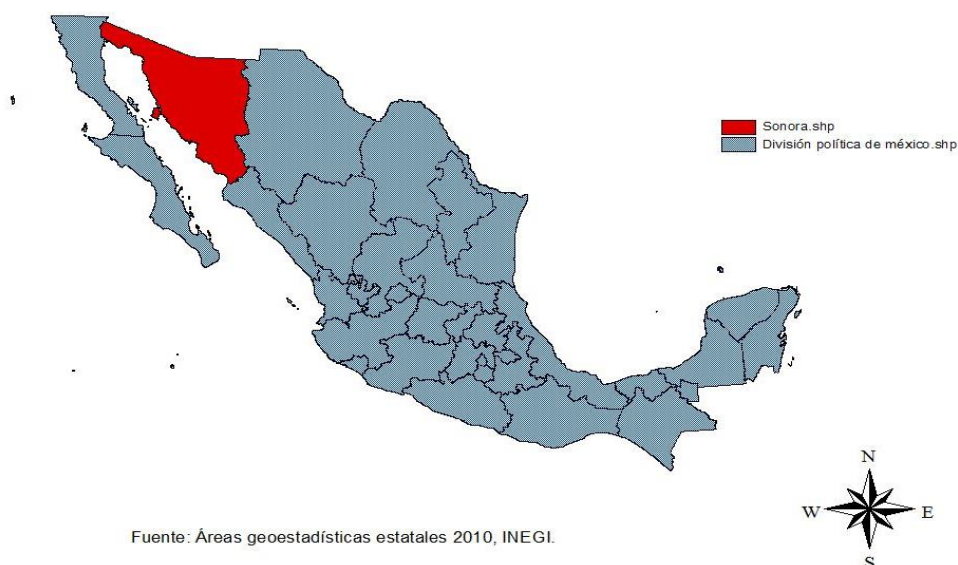 Sonora.shp
División política de méxico.shp
N
W E
S
Fuente: Áreas geoestadísticas estatales 2010, INEGI.